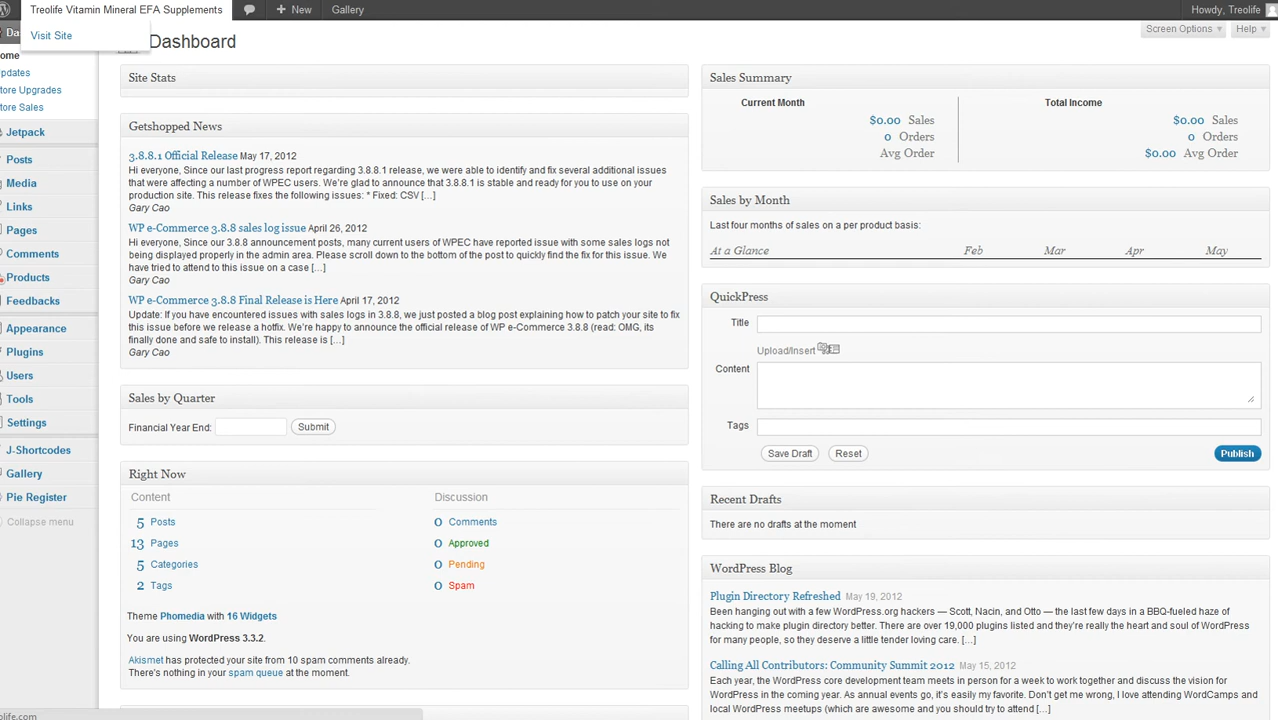 Treolife Vitamin Mineral EFA Supplements
+ New
Gallery
Howdy, Treolife
Visit Site
Dashboard
Screen Options
Help
Store Upgrades
Store Sales
Jetpack
Posts
Media
Links
Pages
Comments
Products
Feedbacks
Appearance
Plugins
Users
Tools
Settings
J-Shortcodes
Gallery
Pie Register
Collapse menu
Site Stats
Getshopped News
3.8.8.1 Official Release May 17, 2012
Hi everyone, Since our last progress report regarding 3.8.8.1 release, we were able to identify and fix several additional issues
that were affecting a number of WPEC users. We're glad to announce that 3.8.8.1 is stable and ready for you to use on your
production site. This release fixes the following issues: * Fixed: CSV [...]
Gary Cao
WP e-Commerce 3.8.8 sales log issue April 26, 2012
Hi everyone, Since our 3.8.8 announcement posts, many current users of WPEC have reported issue with some sales logs not
being displayed properly in the admin area. Please scroll down to the bottom of the post to quickly find the fix for this issue. We
have tried to attend to this issue on a case [...]
Gary Cao
WP e-Commerce 3.8.8 Final Release is Here April 17, 2012
Update: If you have encountered issues with sales logs in 3.8.8, we just posted a blog post explaining how to patch your site to fix
this issue before we release a hotfix. We're happy to announce the official release of WP e-Commerce 3.8.8 (read: OMG, its
finally done and safe to install). This release is [...]
Gary Cao
Sales by Quarter
Financial Year End:
Submit
Right Now
Content
Discussion
5 Posts
0 Comments
13 Pages
0 Approved
5 Categories
0 Pending
2 Tags
0 Spam
Theme Phomedia with 16 Widgets
You are using WordPress 3.3.2.
Akismet has protected your site from 10 spam comments already.
There's nothing in your spam queue at the moment.
Sales Summary
Current Month
Total Income
$0.00 Sales
$0.00 Sales
0 Orders
0 Orders
Avg Order
$0.00 Avg Order
Sales by Month
Last four months of sales on a per product basis:
At a Glance Feb Mar Apr May
QuickPress
Title
Upload/Insert
Content
Tags
Save Draft
Reset
Publish
Recent Drafts
There are no drafts at the moment
WordPress Blog
Plugin Directory Refreshed May 19, 2012
Been hanging out with a few WordPress.org hackers — Scott, Nacin, and Otto — the last few days in a BBQ-fueled haze of
hacking to make plugin directory better. There are over 19,000 plugins listed and they're really the heart and soul of WordPress
for many people, so they deserve a little tender loving care. [...]
Calling All Contributors: Community Summit 2012 May 15, 2012
Each year, the WordPress core development team meets in person for a week to work together and discuss the vision for
WordPress in the coming year. As annual events go, it's easily my favorite. Don't get me wrong, I love attending WordCamps and
local WordPress meetups (which are awesome and you should try to attend [...]